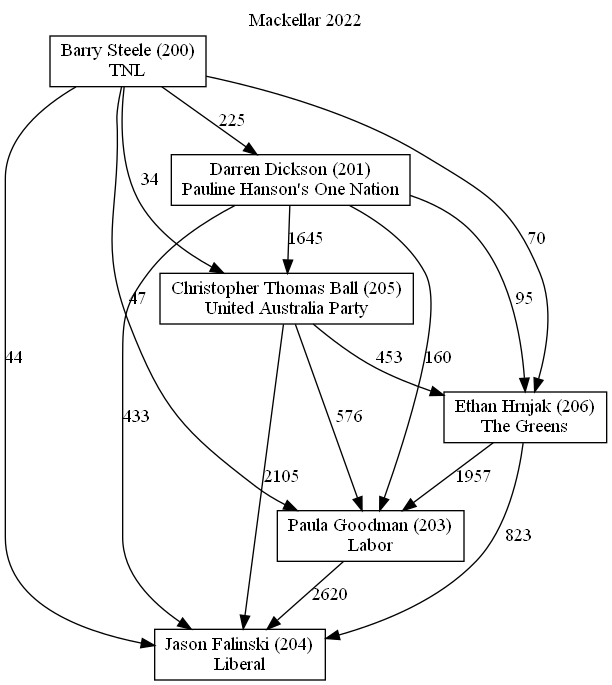 Mackellar 2022
Barry Steele (200)
TNL
225
34
Darren Dickson (201)
Pauline Hanson's One Nation
1645
70
47
95
Christopher Thomas Ball (205)
United Australia Party
44
433
453
160
Ethan Hrnjak (206)
The Greens
576
2105
1957
Paula Goodman (203)
Labor
823
2620
Jason Falinski (204)
Liberal